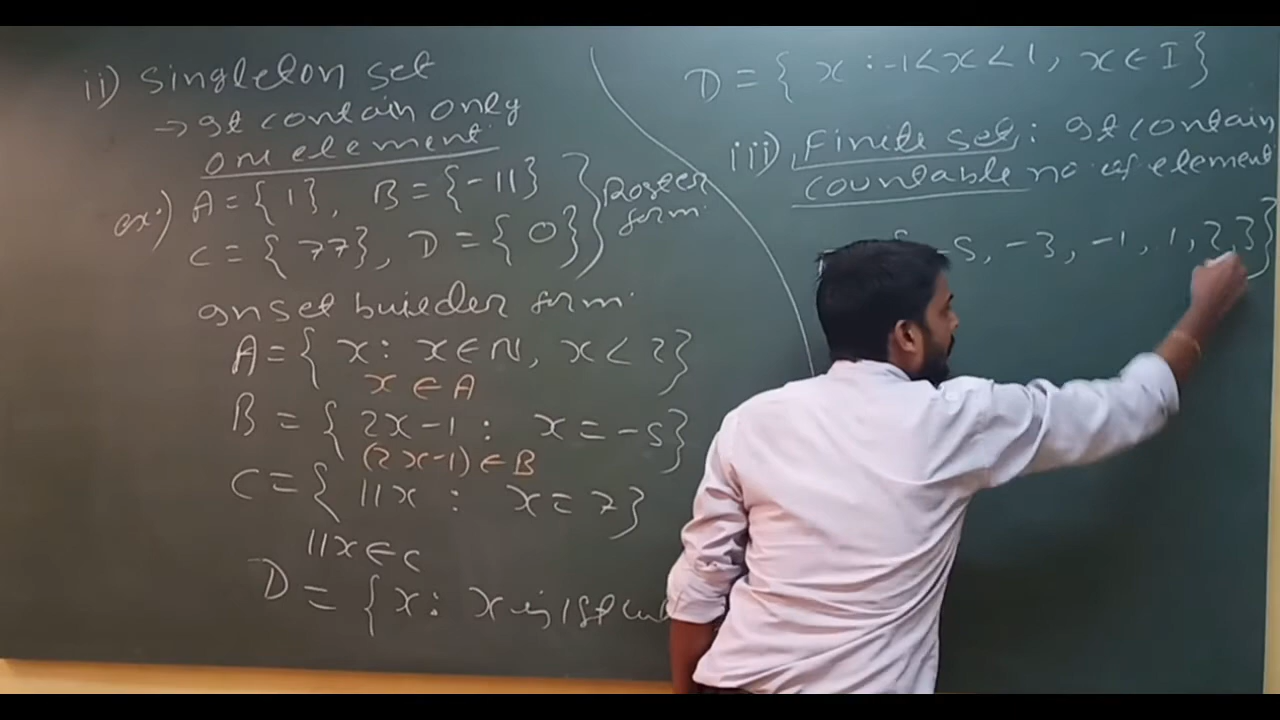 ii) Singleton set
→ It contain only
one element.
ex:) A = { 1 }, B = {-11}
C = { 77 }, D = { 0 }
Roster
form.
In set builder form.
A = { x : x ∈ N, x < 2 }
x ∈ A
B = { 2x-1 : x = -5 }
(2x-1) ∈ B
C = { 11x : x = 7 }
11x ∈ C
D = { x : x is 1st
D = { x : -1 < x < 1, x ∈ I }
iii) Finite set : It contain
countable no of element
-5, -3, -1, 1, 2, 3 }